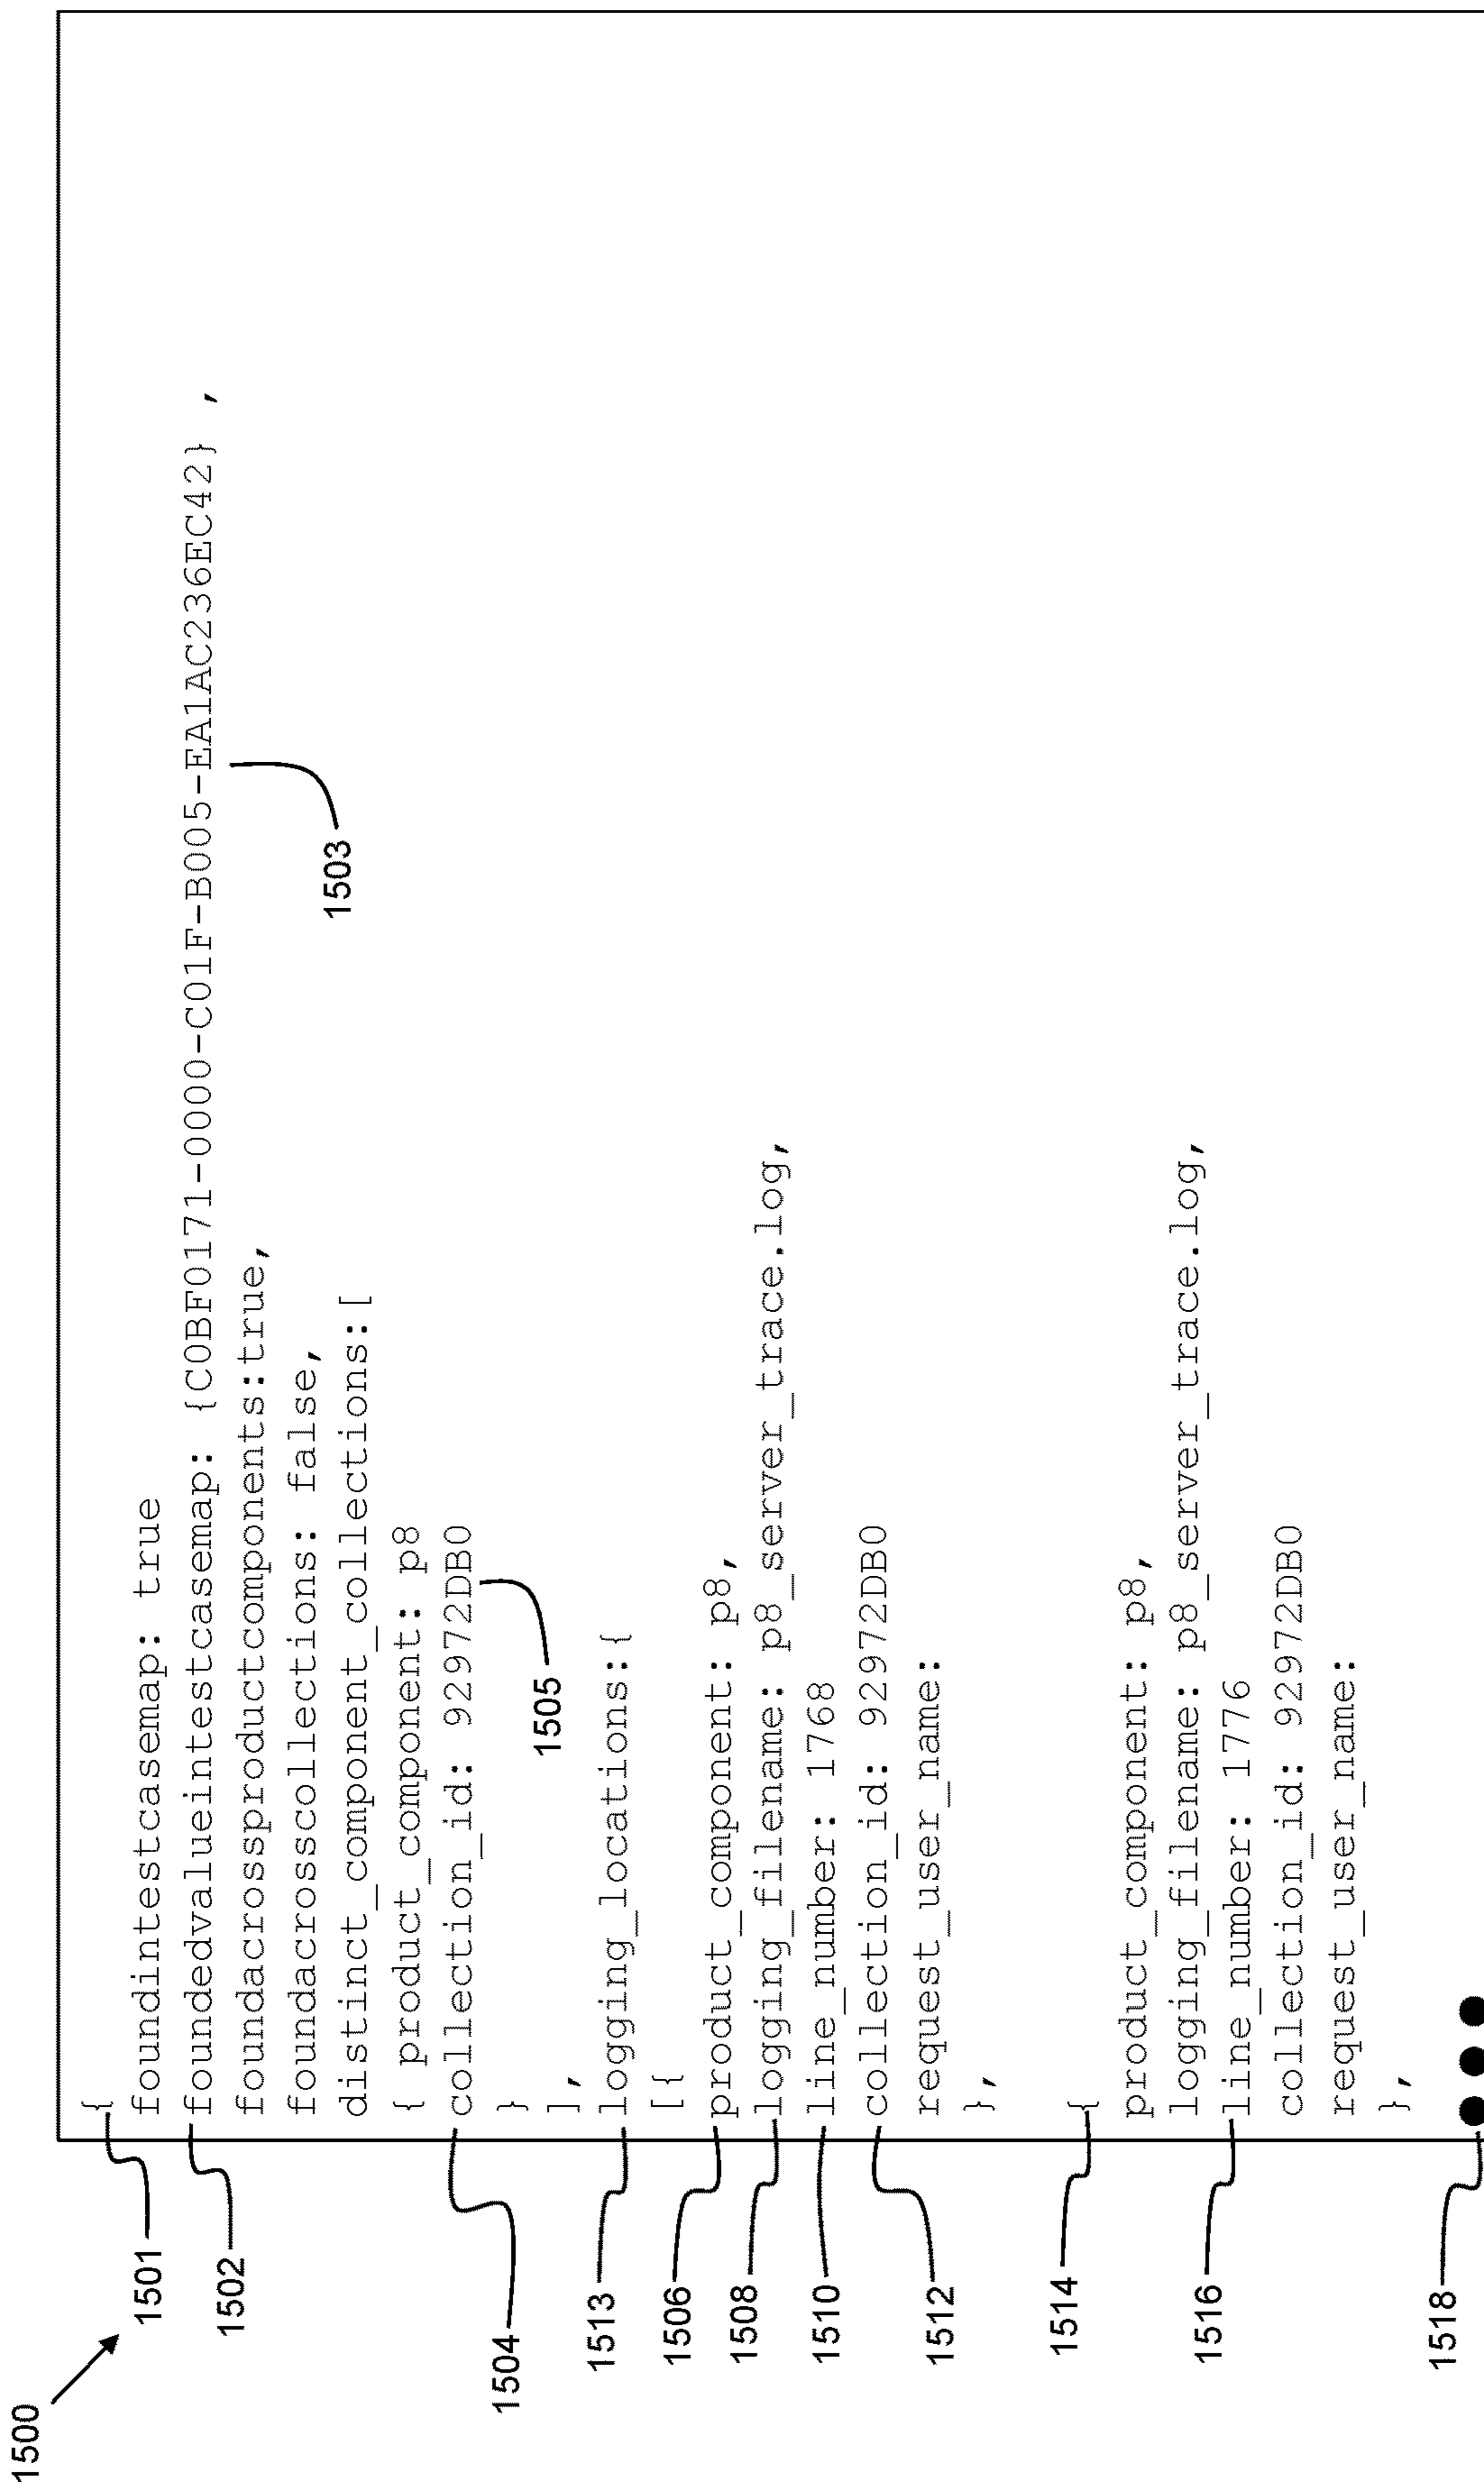 1500
1501
{
foundintestcasemap: true
1502
foundedvalueintestcasemap: {C0BF0171-0000-C01F-B005-EA1AC236EC42} ,
1503
foundacrossproductcomponents:true,
foundacrosscollections: false,
distinct_component_collections:[
{ product_component: p8
1504
collection_id: 92972DB0
1505
}
],
1513
logging_locations:{
[{
1506
product_component: p8,
1508
logging_filename: p8_server_trace.log,
1510
line_number: 1768
1512
collection_id: 92972DB0
request_user_name:
},
1514
{
product_component: p8,
logging_filename: p8_server_trace.log,
1516
line_number: 1776
collection_id: 92972DB0
request_user_name:
},
1518